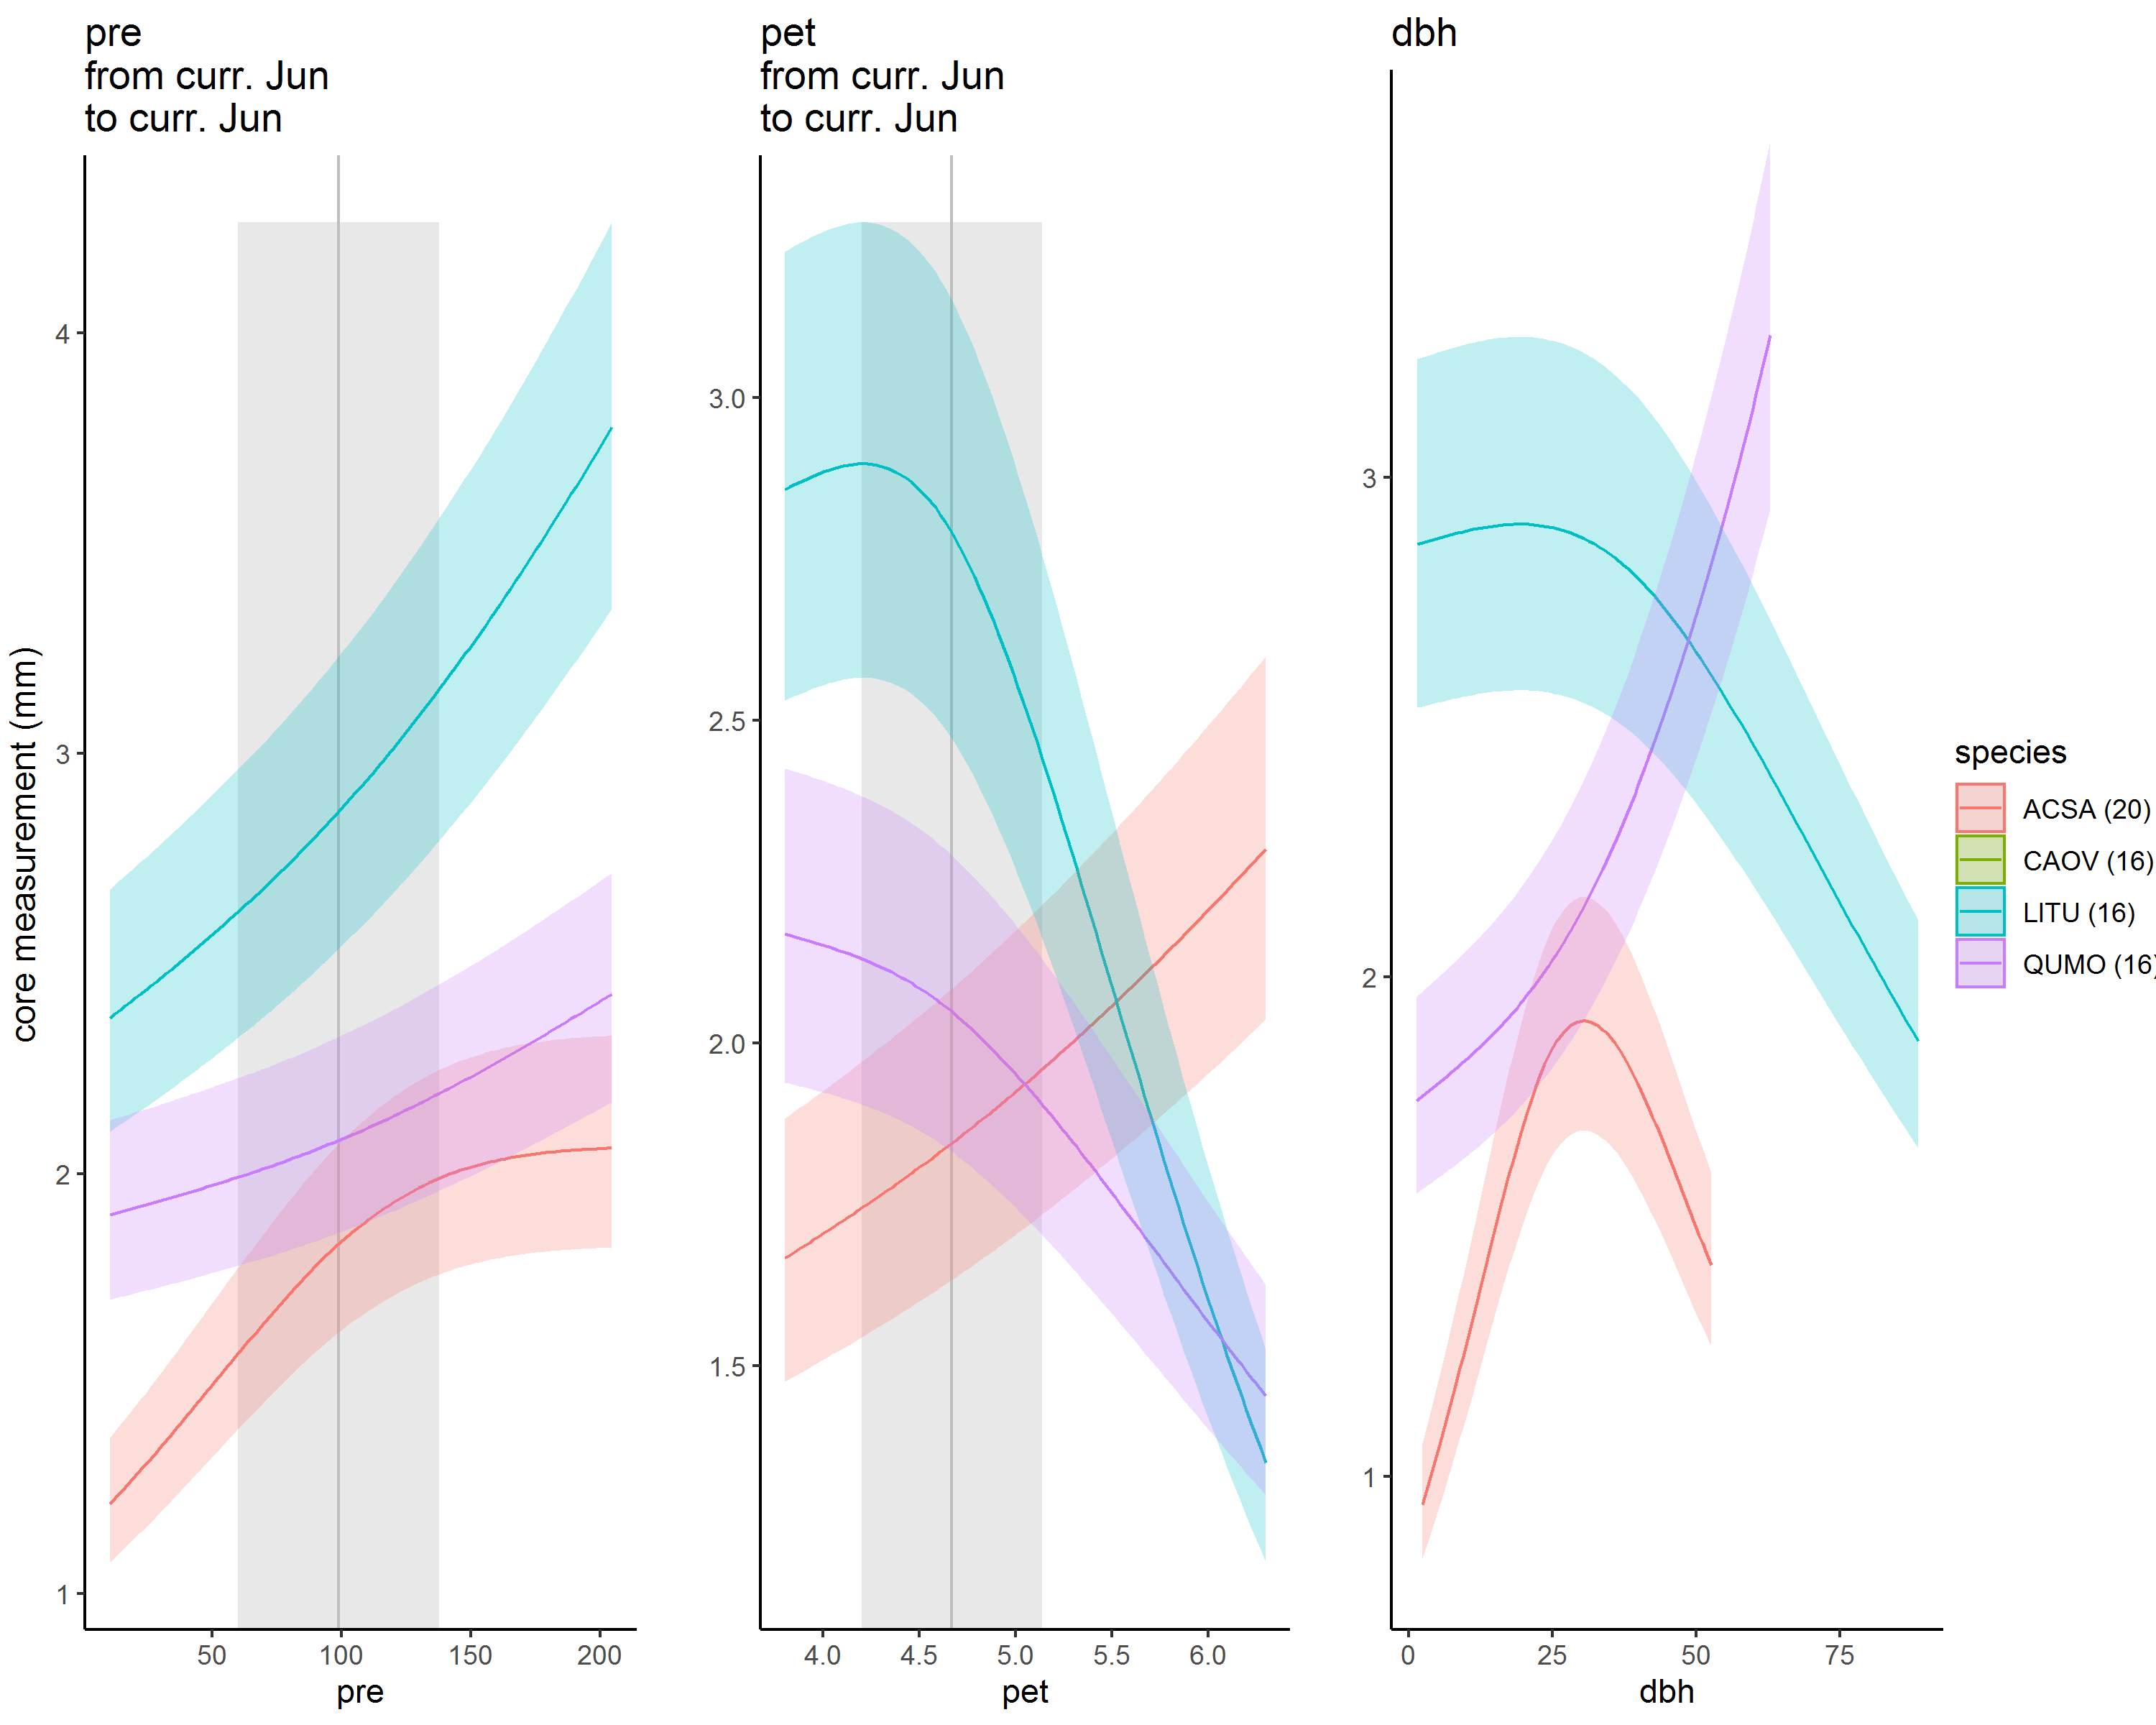 pre
from curr. Jun
to curr. Jun
pet
from curr. Jun
to curr. Jun
dbh
core measurement (mm)
4
3
2
1
50 100 150 200
pre
3.0
2.5
2.0
1.5
4.0 4.5 5.0 5.5 6.0
pet
3
2
1
0 25 50 75
dbh
species
ACSA (20)
CAOV (16)
LITU (16)
QUMO (16)